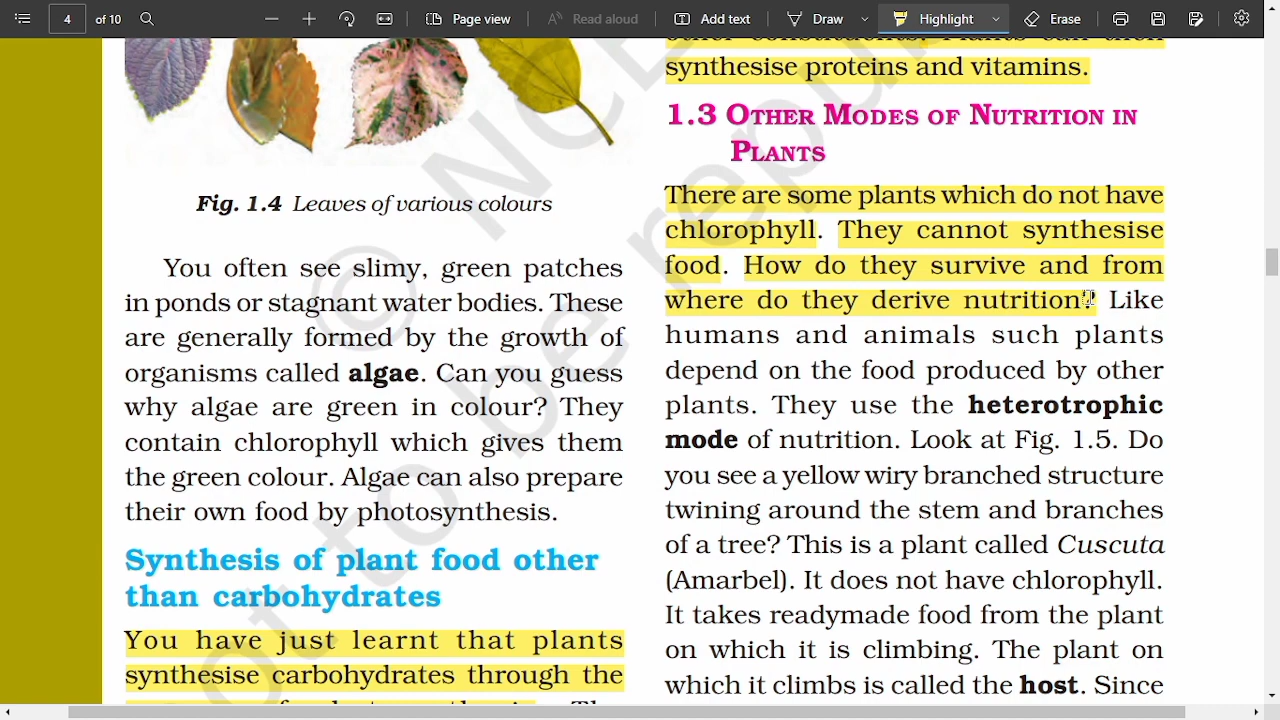 4 of 10 Page view Read aloud Add text Draw Highlight Erase
Fig. 1.4 Leaves of various colours
You often see slimy, green patches
in ponds or stagnant water bodies. These
are generally formed by the growth of
organisms called algae. Can you guess
why algae are green in colour? They
contain chlorophyll which gives them
the green colour. Algae can also prepare
their own food by photosynthesis.
Synthesis of plant food other
than carbohydrates
You have just learnt that plants
synthesise carbohydrates through the
other constituents. Plants can then
synthesise proteins and vitamins.
1.3 OTHER MODES OF NUTRITION IN
PLANTS
There are some plants which do not have
chlorophyll. They cannot synthesise
food. How do they survive and from
where do they derive nutrition? Like
humans and animals such plants
depend on the food produced by other
plants. They use the heterotrophic
mode of nutrition. Look at Fig. 1.5. Do
you see a yellow wiry branched structure
twining around the stem and branches
of a tree? This is a plant called Cuscuta
(Amarbel). It does not have chlorophyll.
It takes readymade food from the plant
on which it is climbing. The plant on
which it climbs is called the host. Since